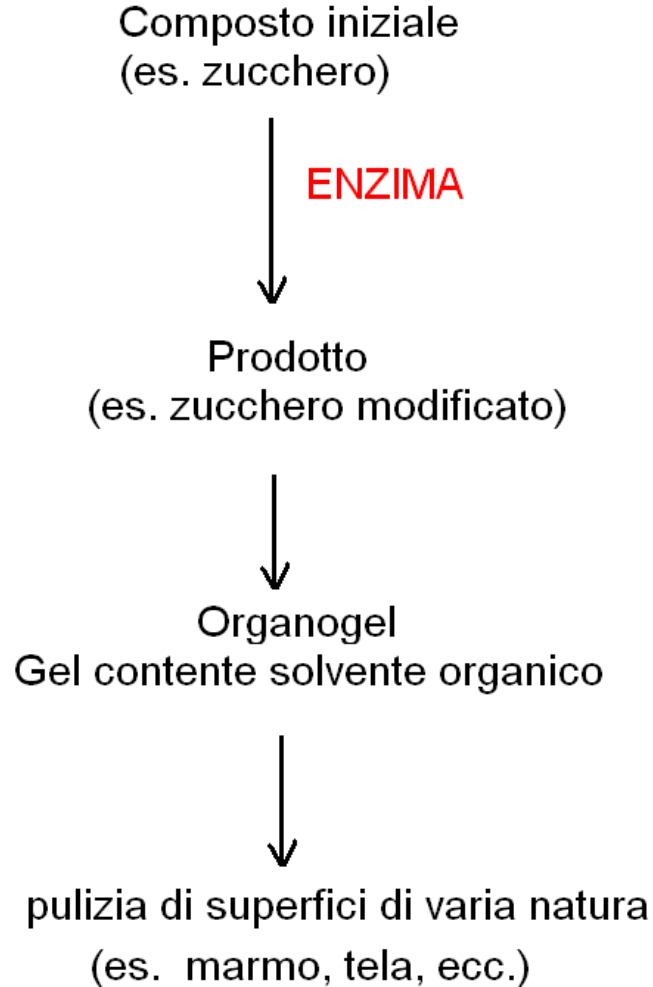 Composto iniziale
(es. zucchero)
ENZIMA
Prodotto
(es. zucchero modificato)
Organogel
Gel contente solvente organico
pulizia di superfici di varia natura
(es. marmo, tela, ecc.)